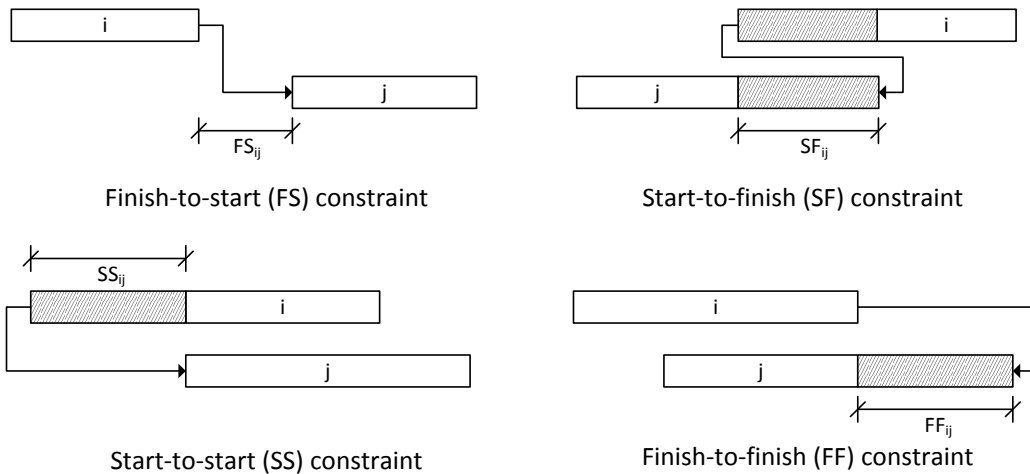 i
j
FSij
Finish-to-start (FS) constraint
i
j
SFij
Start-to-finish (SF) constraint
SSij
i
j
Start-to-start (SS) constraint
i
j
FFij
Finish-to-finish (FF) constraint